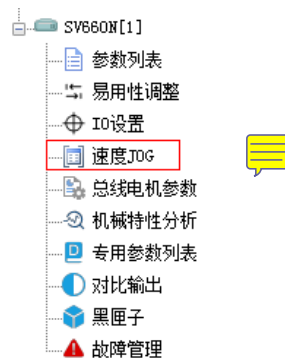 SV660N[1]
参数列表
易用性调整
IO设置
速度JOG
总线电机参数
机械特性分析
专用参数列表
对比输出
黑匣子
故障管理